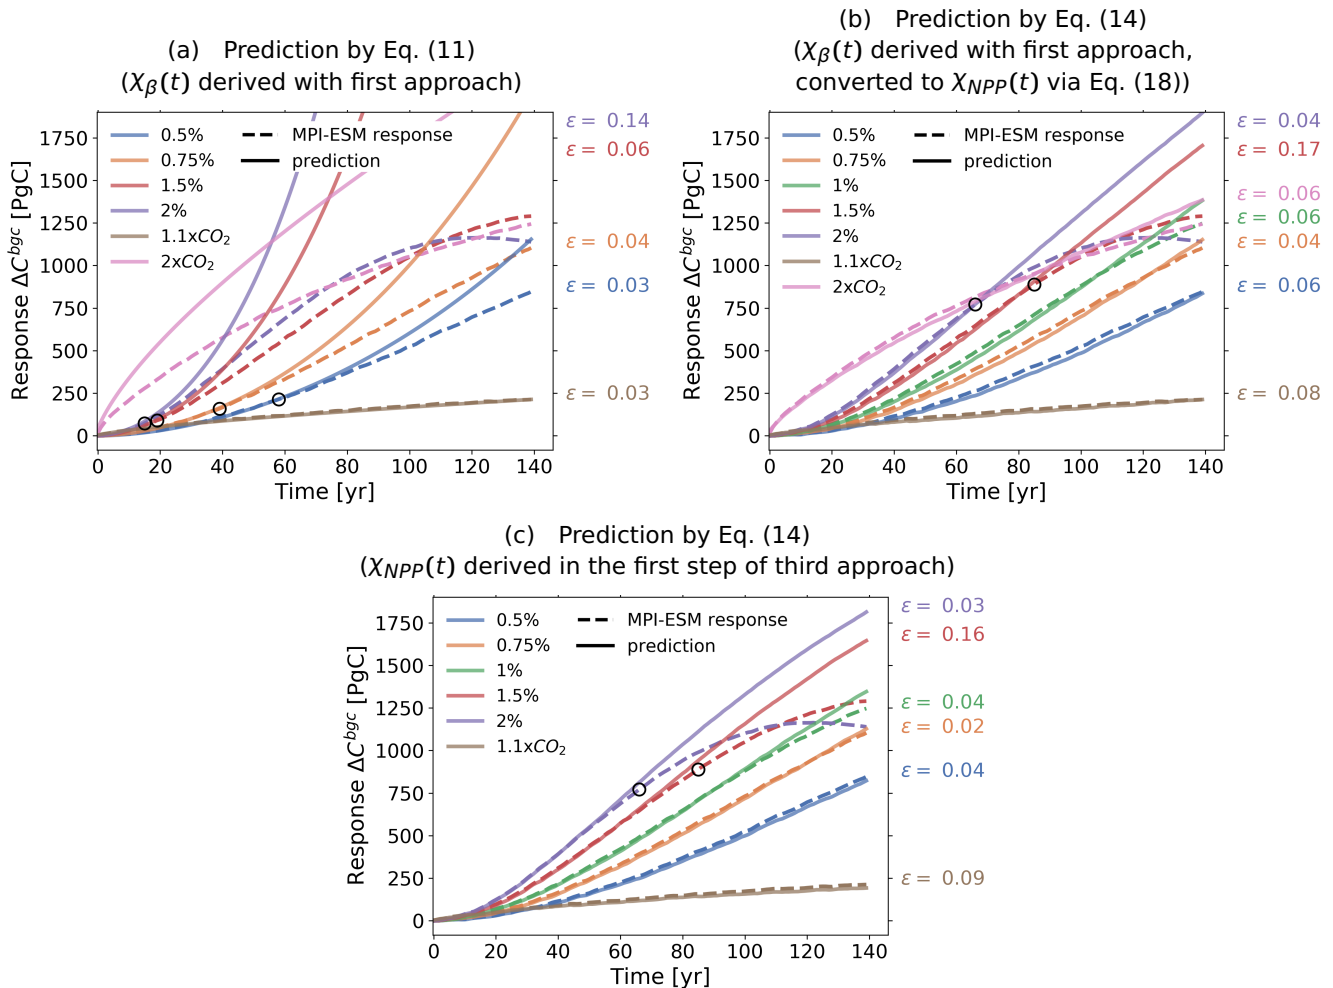 (a) Prediction by Eq. (11)
(χβ(t) derived with first approach)
Response ΔC^bgc [PgC]
1750
1500
1250
1000
750
500
250
0
0.5%
0.75%
1.5%
2%
1.1xCO₂
2xCO₂
MPI-ESM response
prediction
ε = 0.14
ε = 0.06
ε = 0.04
ε = 0.03
ε = 0.03
0 20 40 60 80 100 120 140
Time [yr]
(b) Prediction by Eq. (14)
(χβ(t) derived with first approach,
converted to χNPP(t) via Eq. (18))
Response ΔC^bgc [PgC]
1750
1500
1250
1000
750
500
250
0
0.5%
0.75%
1%
1.5%
2%
1.1xCO₂
2xCO₂
MPI-ESM response
prediction
ε = 0.04
ε = 0.17
ε = 0.06
ε = 0.06
ε = 0.04
ε = 0.06
ε = 0.08
0 20 40 60 80 100 120 140
Time [yr]
(c) Prediction by Eq. (14)
(χNPP(t) derived in the first step of third approach)
Response ΔC^bgc [PgC]
1750
1500
1250
1000
750
500
250
0
0.5%
0.75%
1%
1.5%
2%
1.1xCO₂
MPI-ESM response
prediction
ε = 0.03
ε = 0.16
ε = 0.04
ε = 0.02
ε = 0.04
ε = 0.09
0 20 40 60 80 100 120 140
Time [yr]